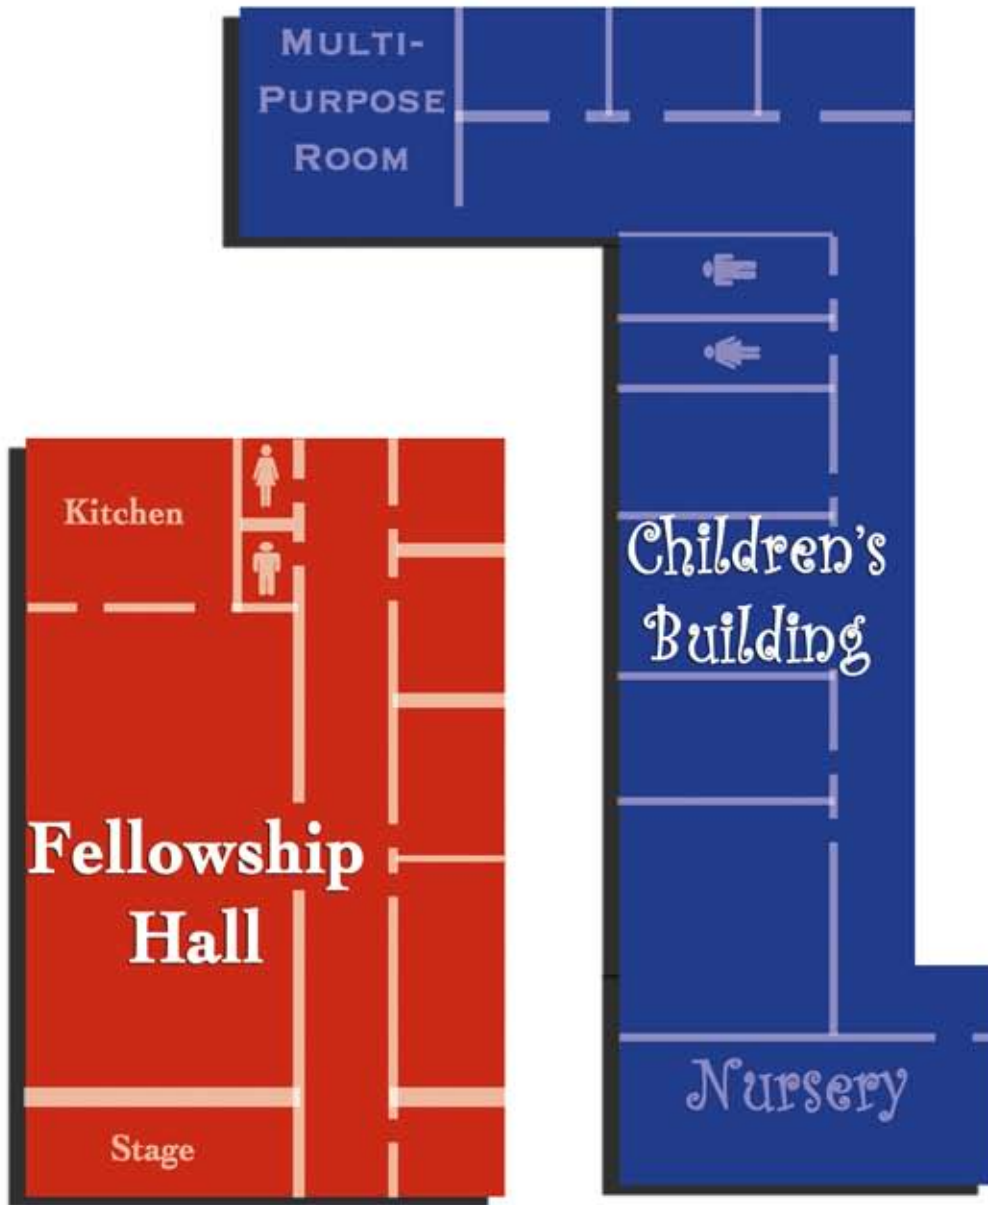 MULTI-
PURPOSE
ROOM
Kitchen
Children's
Building
Fellowship
Hall
Nursery
Stage